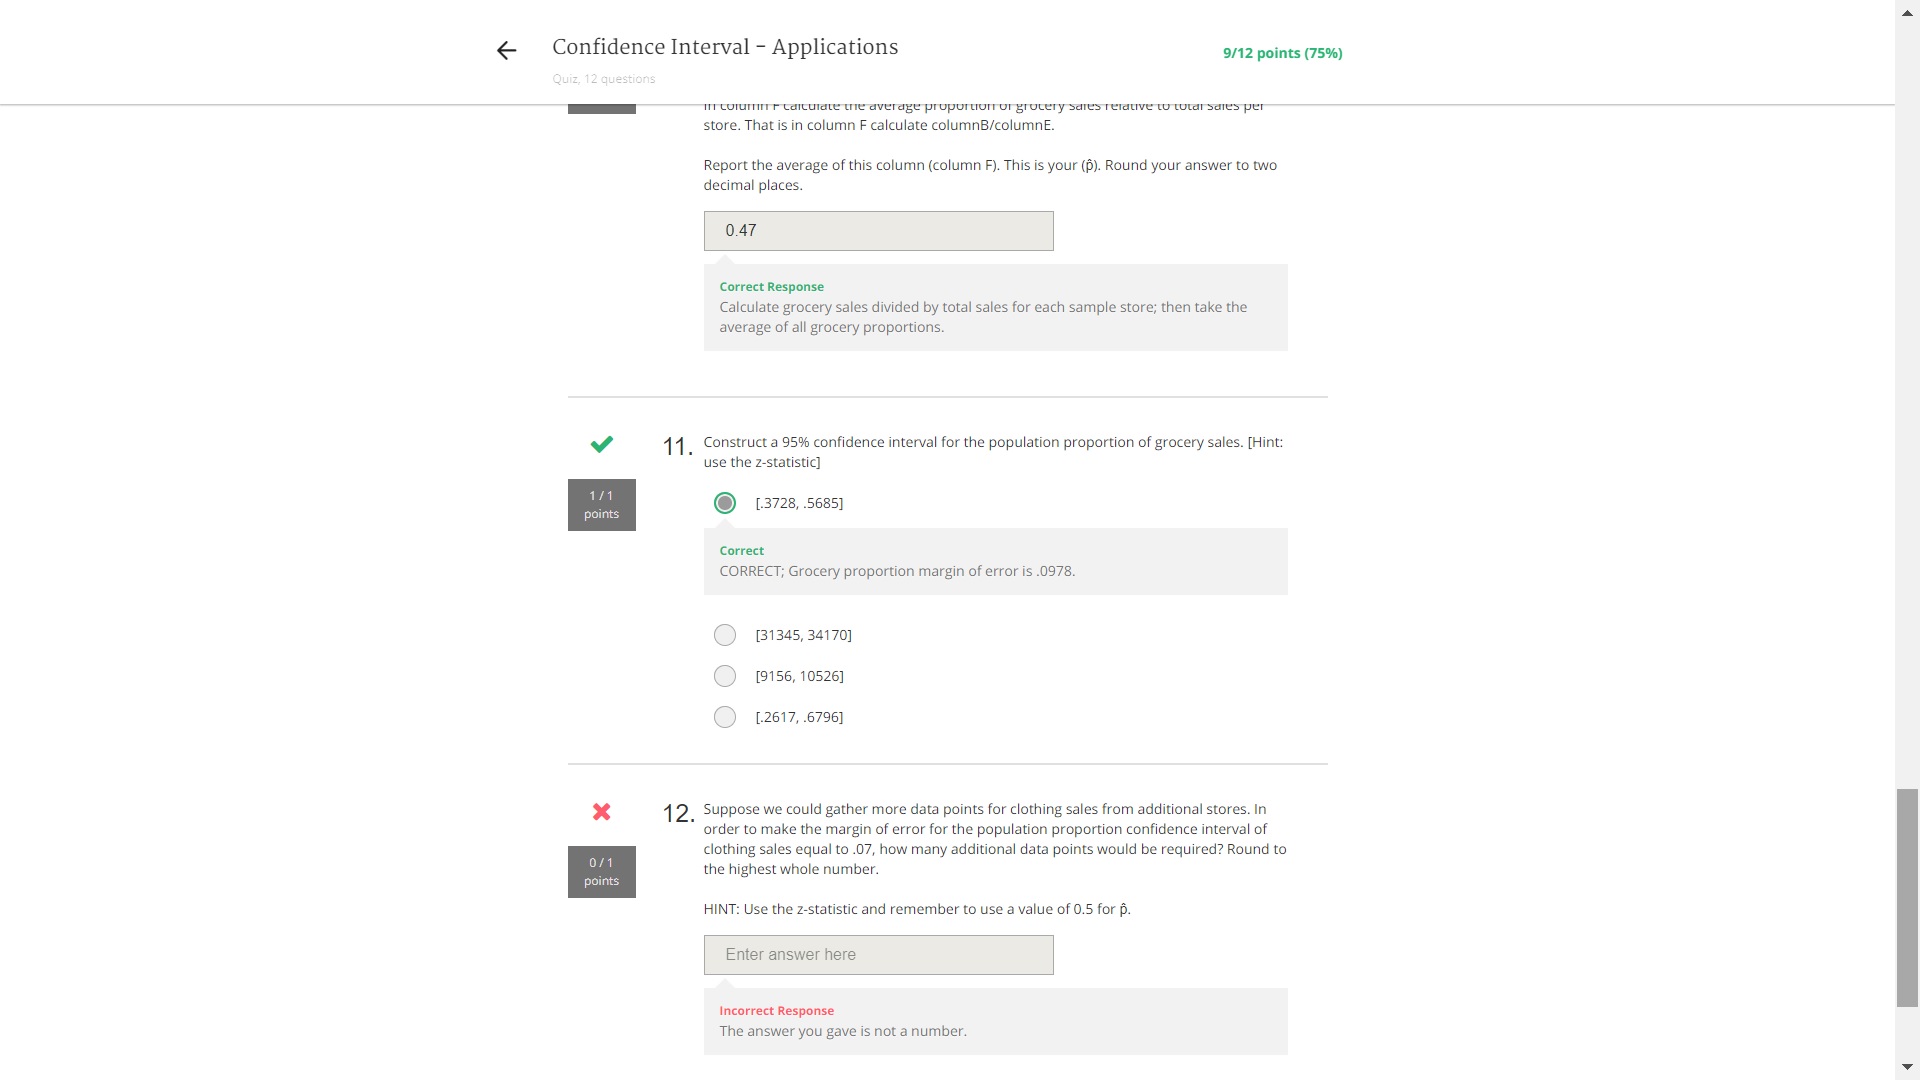 Confidence Interval - Applications
9/12 points (75%)
Quiz, 12 questions
In column F calculate the average proportion of grocery sales relative to total sales per
store. That is in column F calculate columnB/columnE.
Report the average of this column (column F). This is your (p̂). Round your answer to two
decimal places.
0.47
Correct Response
Calculate grocery sales divided by total sales for each sample store; then take the
average of all grocery proportions.
11. Construct a 95% confidence interval for the population proportion of grocery sales. [Hint:
use the z-statistic]
1 / 1
points
[.3728, .5685]
Correct
CORRECT; Grocery proportion margin of error is .0978.
[31345, 34170]
[9156, 10526]
[.2617, .6796]
12. Suppose we could gather more data points for clothing sales from additional stores. In
order to make the margin of error for the population proportion confidence interval of
clothing sales equal to .07, how many additional data points would be required? Round to
the highest whole number.
0 / 1
points
HINT: Use the z-statistic and remember to use a value of 0.5 for p̂.
Enter answer here
Incorrect Response
The answer you gave is not a number.